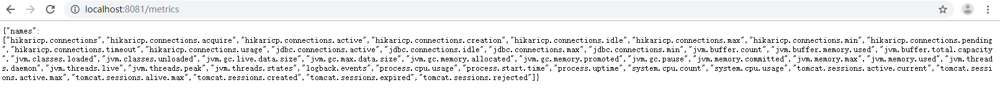 localhost:8081/metrics
{"names":
["hikaricp.connections","hikaricp.connections.acquire","hikaricp.connections.active","hikaricp.connections.creation","hikaricp.connections.idle","hikaricp.connections.max","hikaricp.connections.min","hikaricp.connections.pending
","hikaricp.connections.timeout","hikaricp.connections.usage","jdbc.connections.active","jdbc.connections.idle","jdbc.connections.max","jdbc.connections.min","jvm.buffer.count","jvm.buffer.memory.used","jvm.buffer.total.capacity
","jvm.classes.loaded","jvm.classes.unloaded","jvm.gc.live.data.size","jvm.gc.max.data.size","jvm.gc.memory.allocated","jvm.gc.memory.promoted","jvm.gc.pause","jvm.memory.committed","jvm.memory.max","jvm.memory.used","jvm.thread
s.daemon","jvm.threads.live","jvm.threads.peak","jvm.threads.states","logback.events","process.cpu.usage","process.start.time","process.uptime","system.cpu.count","system.cpu.usage","tomcat.sessions.active.current","tomcat.sessi
ons.active.max","tomcat.sessions.alive.max","tomcat.sessions.created","tomcat.sessions.expired","tomcat.sessions.rejected"]}